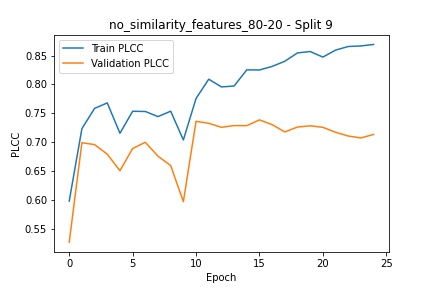 no_similarity_features_80-20 - Split 9
Train PLCC
Validation PLCC
0.85
0.80
0.75
0.70
0.65
0.60
0.55
PLCC
0 5 10 15 20 25
Epoch